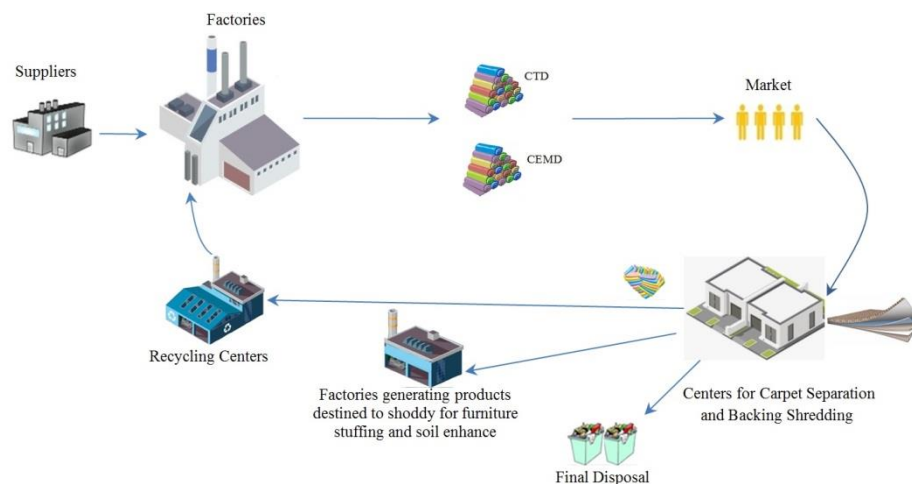 Factories
Suppliers
CTD
Market
CEMD
Recycling Centers
Factories generating products
destined to shoddy for furniture
stuffing and soil enhance
Centers for Carpet Separation
and Backing Shredding
Final Disposal